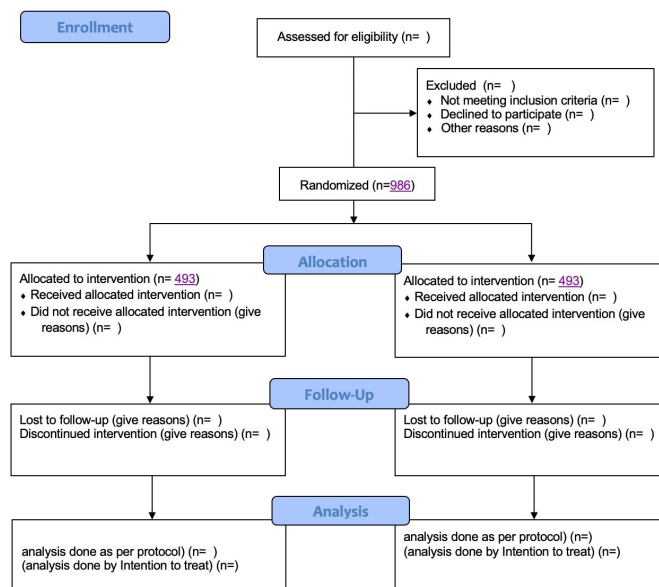 Enrollment
Assessed for eligibility (n=  )
Excluded  (n=  )
♦ Not meeting inclusion criteria (n=  )
♦ Declined to participate (n=  )
♦ Other reasons (n=  )
Randomized (n=986)
Allocation
Allocated to intervention (n= 493)
♦ Received allocated intervention (n=  )
♦ Did not receive allocated intervention (give
reasons) (n=  )
Allocated to intervention (n= 493)
♦ Received allocated intervention (n=  )
♦ Did not receive allocated intervention (give
reasons) (n=  )
Follow-Up
Lost to follow-up (give reasons) (n=  )
Discontinued intervention (give reasons) (n=  )
Lost to follow-up (give reasons) (n=  )
Discontinued intervention (give reasons) (n=  )
Analysis
analysis done as per protocol) (n=  )
(analysis done by Intention to treat) (n=)
analysis done as per protocol) (n=)
(analysis done by Intention to treat) (n=)